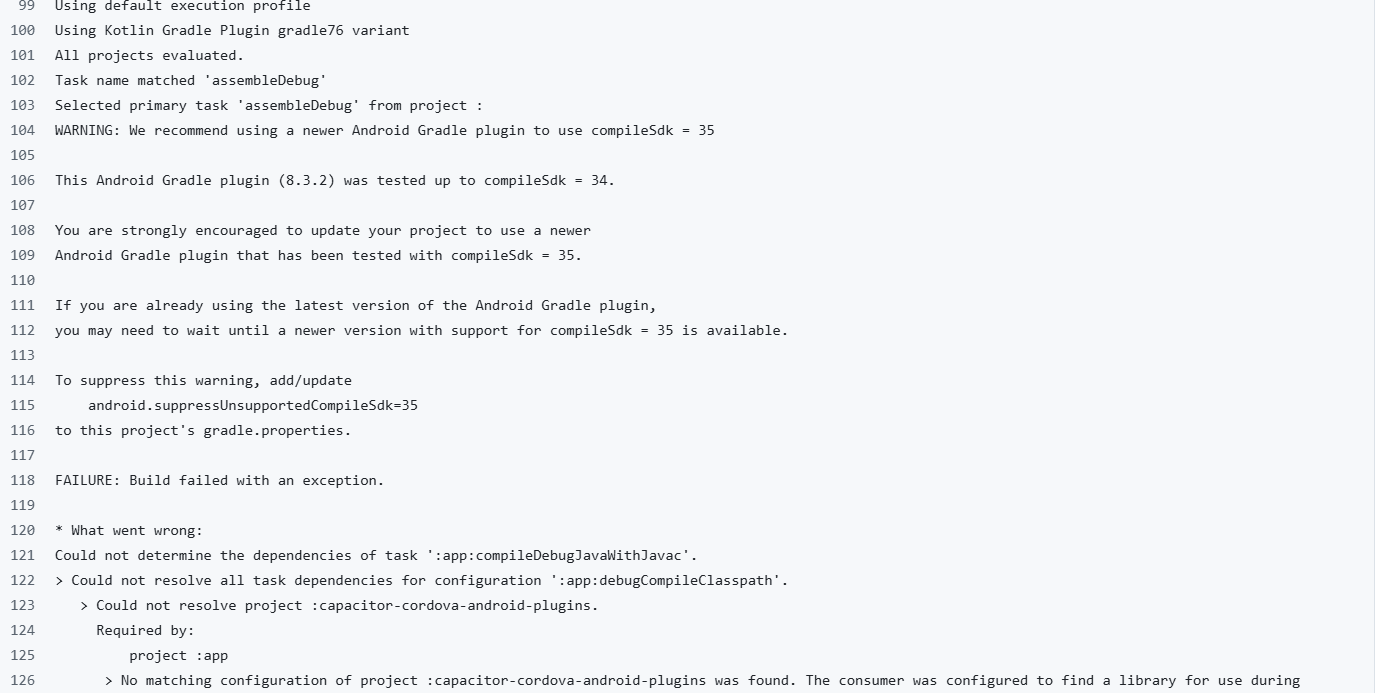 99 Using default execution profile
100 Using Kotlin Gradle Plugin gradle76 variant
101 All projects evaluated.
102 Task name matched 'assembleDebug'
103 Selected primary task 'assembleDebug' from project :
104 WARNING: We recommend using a newer Android Gradle plugin to use compileSdk = 35
105
106 This Android Gradle plugin (8.3.2) was tested up to compileSdk = 34.
107
108 You are strongly encouraged to update your project to use a newer
109 Android Gradle plugin that has been tested with compileSdk = 35.
110
111 If you are already using the latest version of the Android Gradle plugin,
112 you may need to wait until a newer version with support for compileSdk = 35 is available.
113
114 To suppress this warning, add/update
115     android.suppressUnsupportedCompileSdk=35
116 to this project's gradle.properties.
117
118 FAILURE: Build failed with an exception.
119
120 * What went wrong:
121 Could not determine the dependencies of task ':app:compileDebugJavaWithJavac'.
122 > Could not resolve all task dependencies for configuration ':app:debugCompileClasspath'.
123    > Could not resolve project :capacitor-cordova-android-plugins.
124      Required by:
125          project :app
126       > No matching configuration of project :capacitor-cordova-android-plugins was found. The consumer was configured to find a library for use during